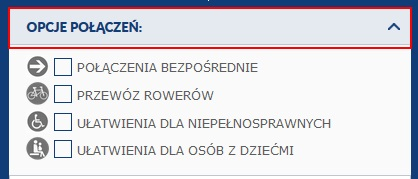 OPCJE POŁĄCZEŃ:
POŁĄCZENIA BEZPOŚREDNIE
PRZEWÓZ ROWERÓW
UŁATWIENIA DLA NIEPEŁNOSPRAWNYCH
UŁATWIENIA DLA OSÓB Z DZIEĆMI